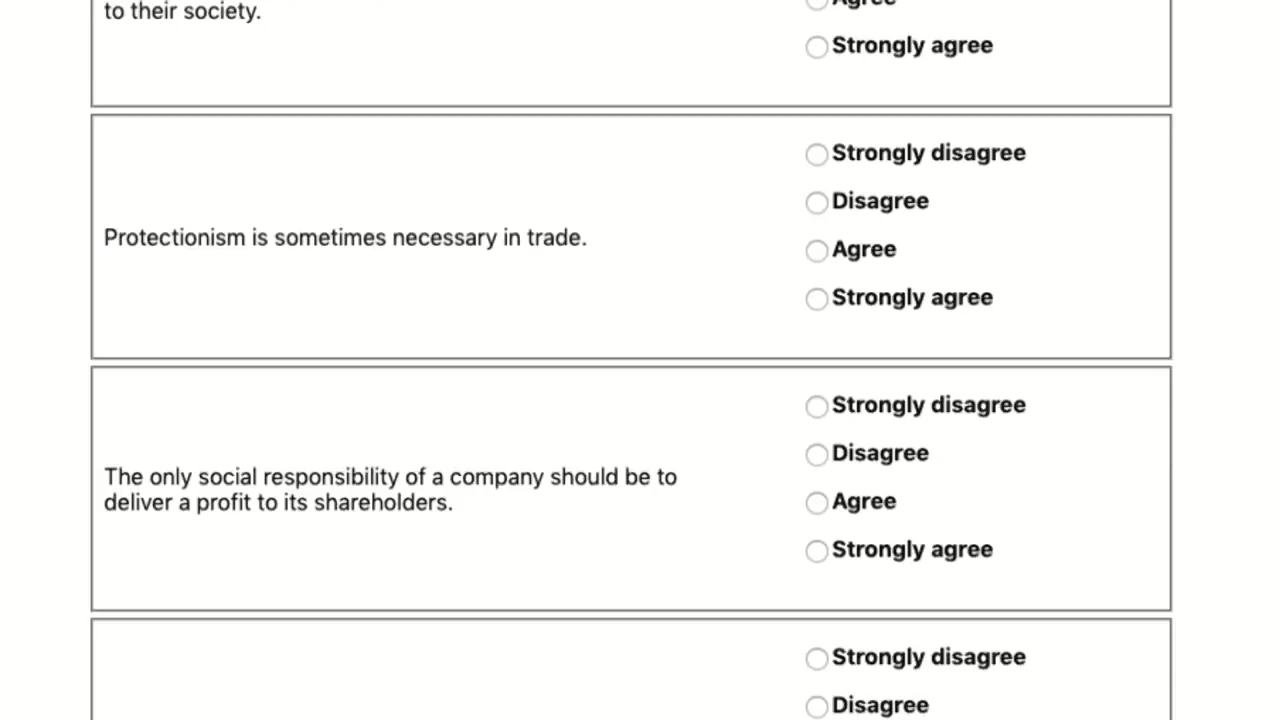 to their society.
Agree
Strongly agree
Strongly disagree
Disagree
Protectionism is sometimes necessary in trade.
Agree
Strongly agree
Strongly disagree
Disagree
The only social responsibility of a company should be to
deliver a profit to its shareholders.
Agree
Strongly agree
Strongly disagree
Disagree